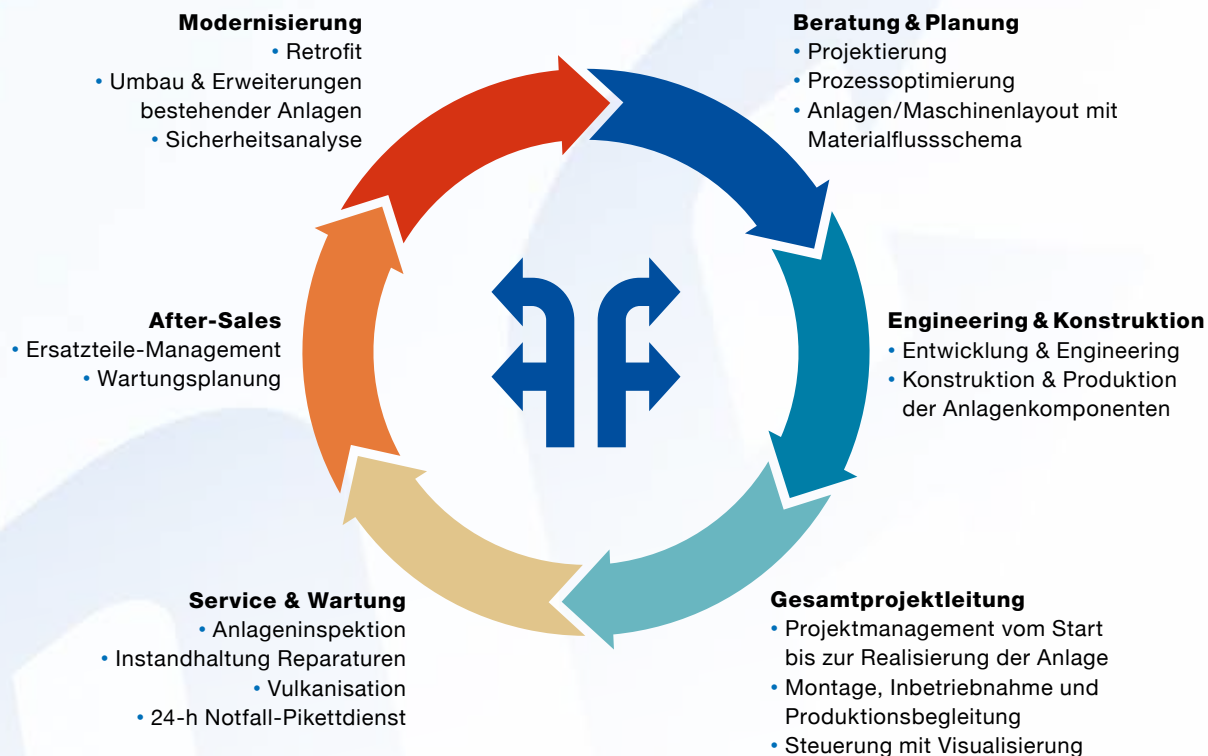 Modernisierung
• Retrofit
• Umbau & Erweiterungen
bestehender Anlagen
• Sicherheitsanalyse
Beratung & Planung
• Projektierung
• Prozessoptimierung
• Anlagen/Maschinenlayout mit
Materialflussschema
After-Sales
• Ersatzteile-Management
• Wartungsplanung
Engineering & Konstruktion
• Entwicklung & Engineering
• Konstruktion & Produktion
der Anlagenkomponenten
Service & Wartung
• Anlageninspektion
• Instandhaltung Reparaturen
• Vulkanisation
• 24-h Notfall-Pikettdienst
Gesamtprojektleitung
• Projektmanagement vom Start
bis zur Realisierung der Anlage
• Montage, Inbetriebnahme und
Produktionsbegleitung
• Steuerung mit Visualisierung